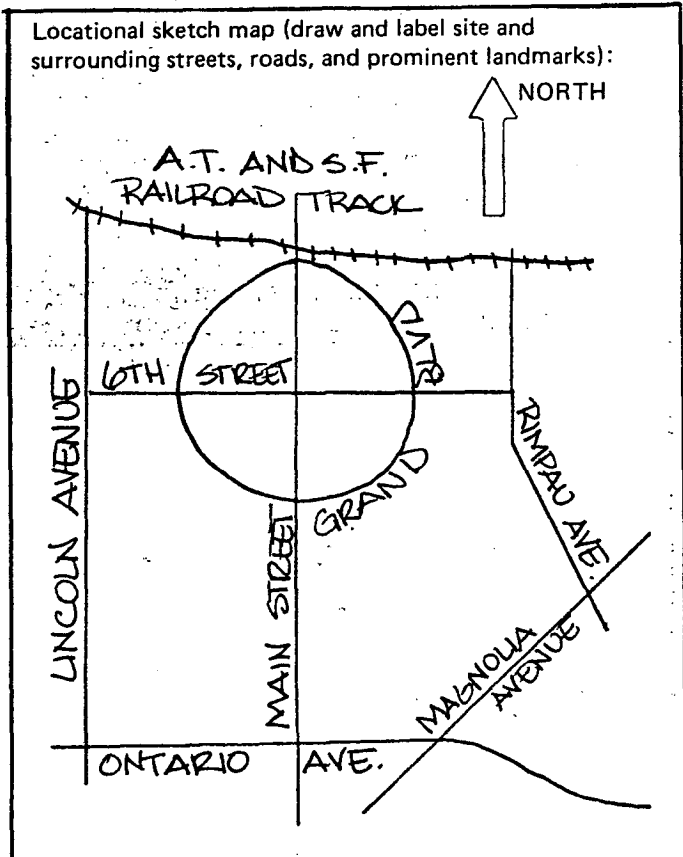 Locational sketch map (draw and label site and
surrounding streets, roads, and prominent landmarks):
NORTH
A.T. AND S.F.
RAILROAD TRACK
BLVD
6TH STREET
LINCOLN AVENUE
RIMPAU AVE.
GRAND
MAIN STREET
MAGNOLIA
AVENUE
ONTARIO AVE.